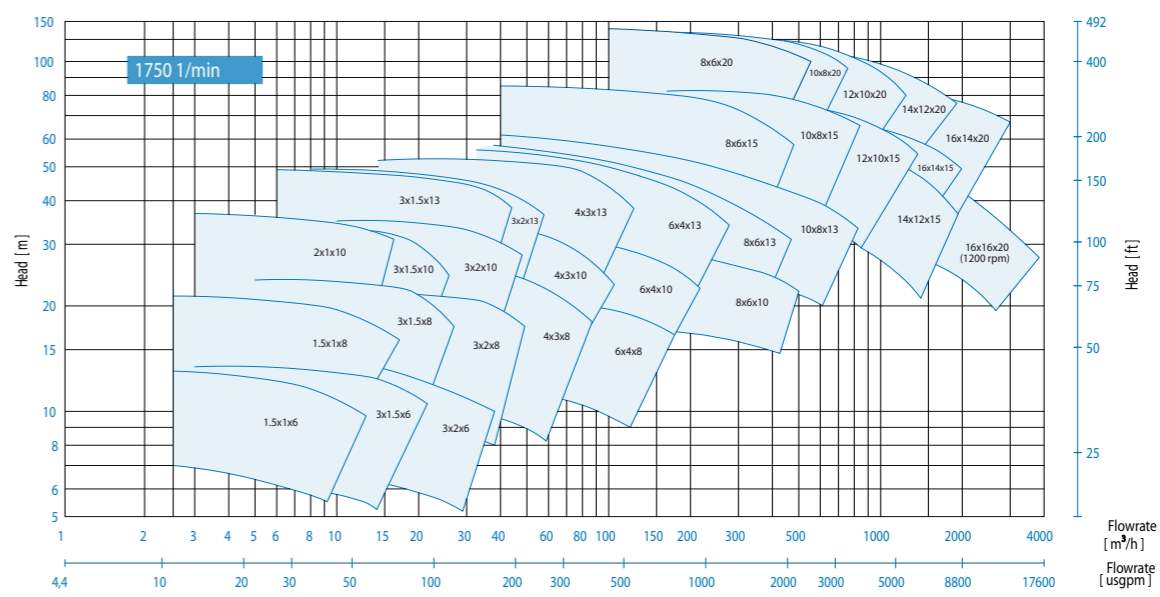 150
100
80
60
50
40
30
20
15
10
8
6
5
Head [m]
1750 1/min
492
400
200
150
100
75
50
25
Head [ft]
8x6x20
10x8x20
12x10x20
14x12x20
16x14x20
8x6x15
10x8x15
12x10x15
16x14x15
14x12x15
16x16x20
(1200 rpm)
3x1.5x13
3x2x13
4x3x13
6x4x13
8x6x13
10x8x13
2x1x10
3x1.5x10
3x2x10
4x3x10
6x4x10
8x6x10
1.5x1x8
3x1.5x8
3x2x8
4x3x8
6x4x8
1.5x1x6
3x1.5x6
3x2x6
1 2 3 4 5 6 10 15 20 30 40 60 80 100 150 200 300 500 1000 2000 4000
Flowrate
[m³/h]
4,4 10 20 30 50 100 200 300 500 1000 2000 3000 5000 8800 17600
Flowrate
[usgpm]